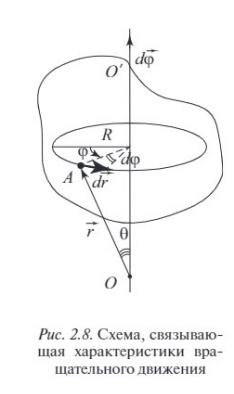 dφ⃗
O′
R
φ
dφ
A
dr⃗
r⃗
θ
O
Рис. 2.8. Схема, связываю-
щая характеристики вра-
щательного движения